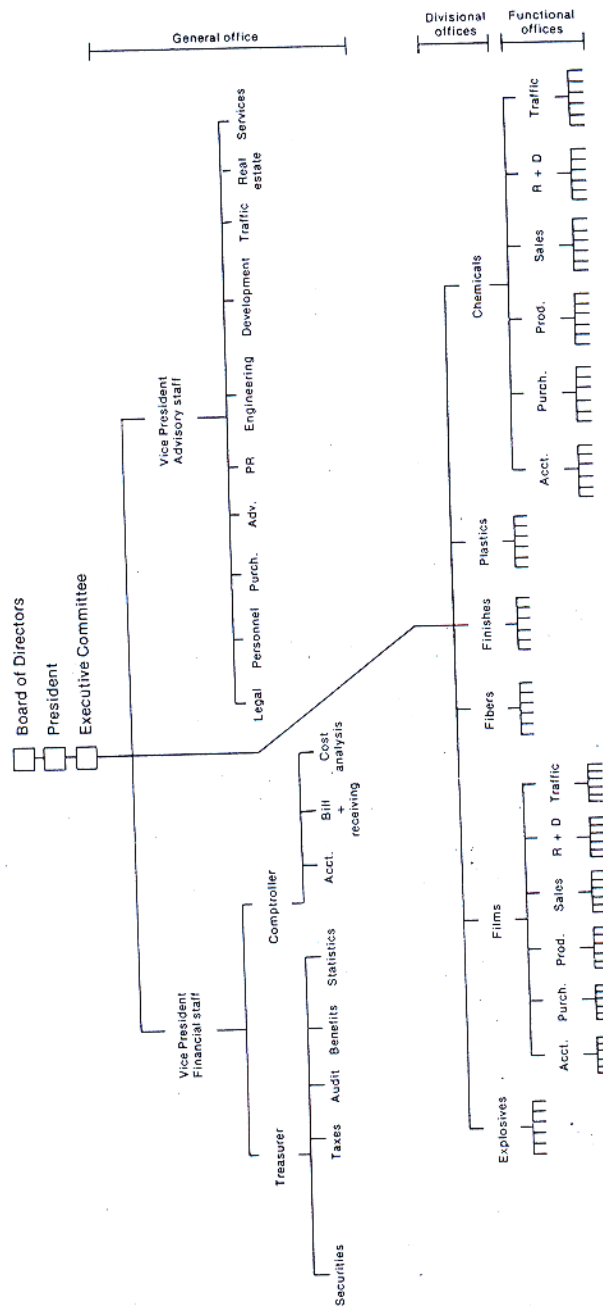 Board of Directors
President
Executive Committee
General office
Vice President
Financial staff
Vice President
Advisory staff
Treasurer
Comptroller
Securities
Taxes
Audit
Benefits
Statistics
Acct.
Bill
+
receiving
Cost
analysis
Legal
Personnel
Purch.
Adv.
PR
Engineering
Development
Traffic
Real
estate
Services
Divisional
offices
Explosives
Films
Fibers
Finishes
Plastics
Chemicals
Functional
offices
Acct.
Purch.
Prod.
Sales
R + D
Traffic
Acct.
Purch.
Prod.
Sales
R + D
Traffic